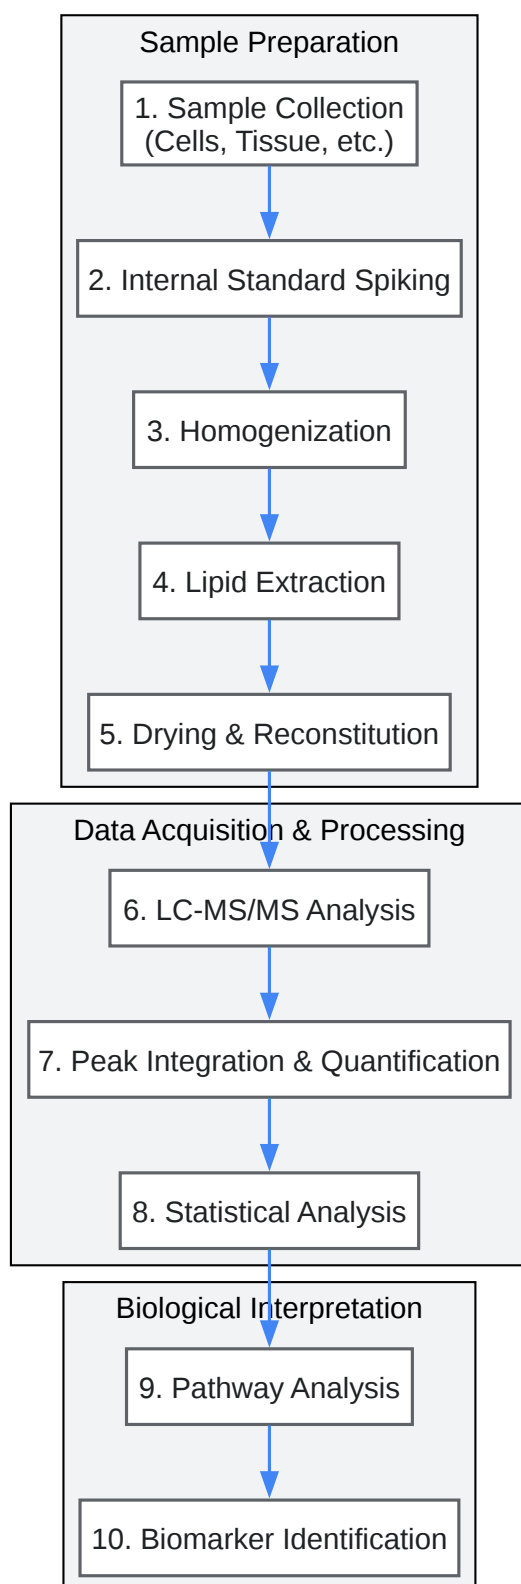 Sample Preparation
1. Sample Collection
(Cells, Tissue, etc.)
2. Internal Standard Spiking
3. Homogenization
4. Lipid Extraction
5. Drying & Reconstitution
Data Acquisition & Processing
6. LC-MS/MS Analysis
7. Peak Integration & Quantification
8. Statistical Analysis
Biological Interpretation
9. Pathway Analysis
10. Biomarker Identification